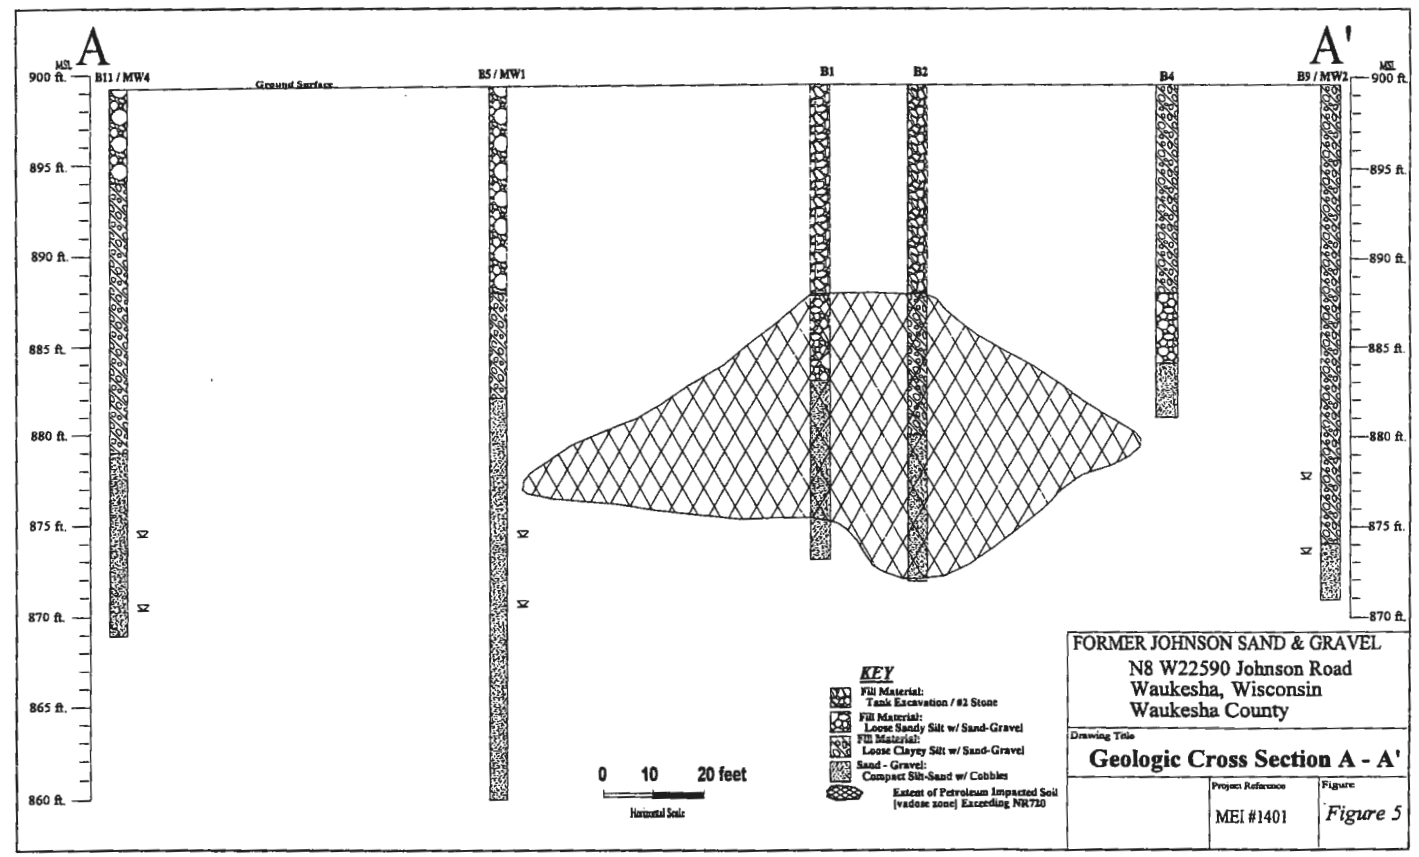 A
A'
MSL
MSL
900 ft.
B11 / MW4
B5 / MW1
B1
B2
B4
B9 / MW2
900 ft.
Ground Surface
895 ft.
895 ft.
890 ft.
890 ft.
885 ft.
885 ft.
880 ft.
880 ft.
875 ft.
875 ft.
870 ft.
870 ft.
865 ft.
860 ft.
KEY
Fill Material:
Tank Excavation / #2 Stone
Fill Material:
Loose Sandy Silt w/ Sand-Gravel
Fill Material:
Loose Clayey Silt w/ Sand-Gravel
Sand - Gravel:
Compact Silt-Sand w/ Cobbles
Extent of Petroleum Impacted Soil
[vadose zone] Exceeding NR720
0 10 20 feet
Horizontal Scale
FORMER JOHNSON SAND & GRAVEL
N8 W22590 Johnson Road
Waukesha, Wisconsin
Waukesha County
Drawing Title
Geologic Cross Section A - A'
Project Reference
MEI #1401
Figure
Figure 5